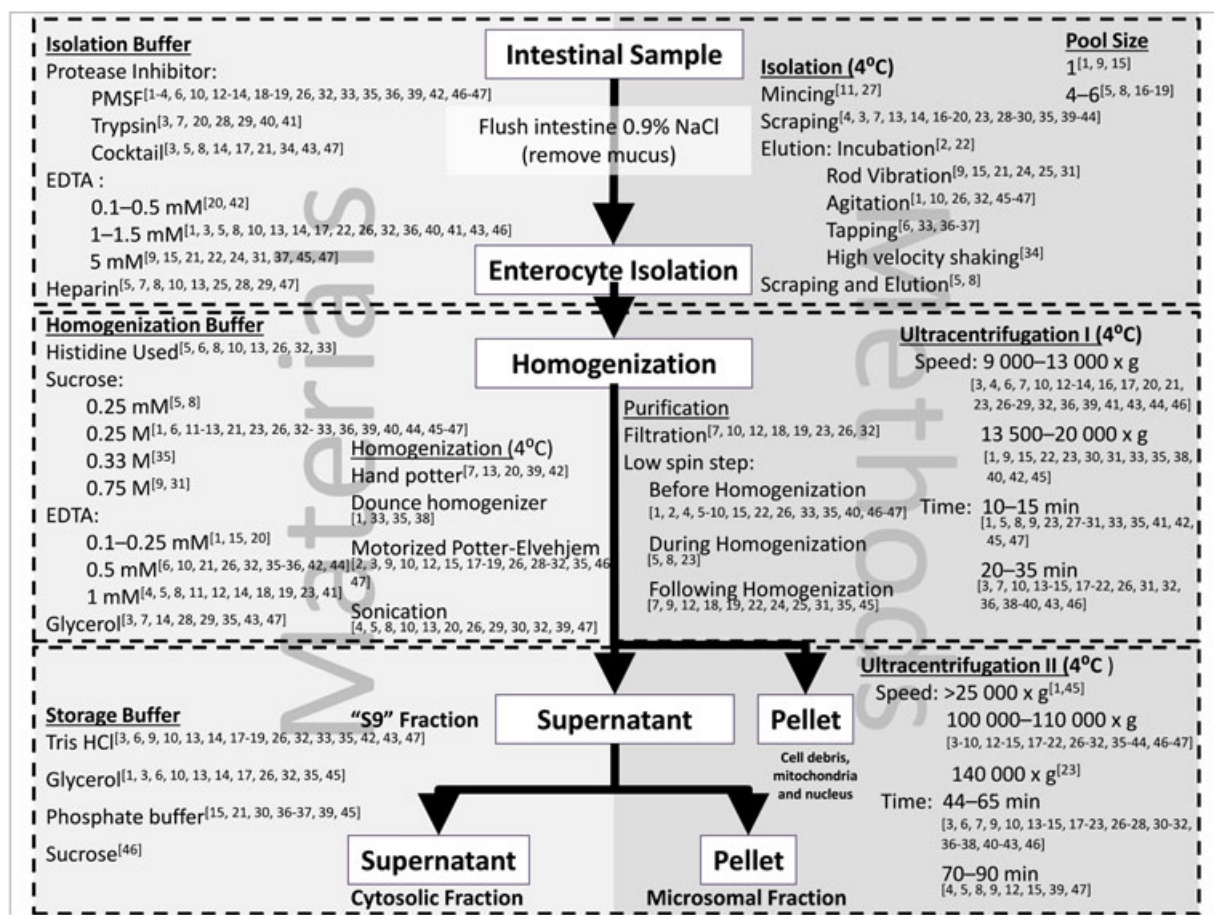 Isolation Buffer
Protease Inhibitor:
PMSF[1-4, 6, 10, 12-14, 18-19, 26, 32, 33, 35, 36, 39, 42, 46-47]
Trypsin[3, 7, 20, 28, 29, 40, 41]
Cocktail[3, 5, 8, 14, 17, 21, 34, 43, 47]
EDTA :
0.1–0.5 mM[20, 42]
1–1.5 mM[1, 3, 5, 8, 10, 13, 14, 17, 22, 26, 32, 36, 40, 41, 43, 46]
5 mM[9, 15, 21, 22, 24, 31, 37, 45, 47]
Heparin[5, 7, 8, 10, 13, 25, 28, 29, 47]
Intestinal Sample
Flush intestine 0.9% NaCl
(remove mucus)
Enterocyte Isolation
Pool Size
1[1, 9, 15]
4–6[5, 8, 16-19]
Isolation (4⁰C)
Mincing[11, 27]
Scraping[4, 3, 7, 13, 14, 16-20, 23, 28-30, 35, 39-44]
Elution: Incubation[2, 22]
Rod Vibration[9, 15, 21, 24, 25, 31]
Agitation[1, 10, 26, 32, 45-47]
Tapping[6, 33, 36-37]
High velocity shaking[34]
Scraping and Elution[5, 8]
Materials
Methods
Homogenization Buffer
Histidine Used[5, 6, 8, 10, 13, 26, 32, 33]
Sucrose:
0.25 mM[5, 8]
0.25 M[1, 6, 11-13, 21, 23, 26, 32- 33, 36, 39, 40, 44, 45-47]
0.33 M[35]
0.75 M[9, 31]
EDTA:
0.1–0.25 mM[1, 15, 20]
0.5 mM[6, 10, 21, 26, 32, 35-36, 42, 44]
1 mM[4, 5, 8, 11, 12, 14, 18, 19, 23, 41]
Glycerol[3, 7, 14, 28, 29, 35, 43, 47]
Homogenization
Homogenization (4⁰C)
Hand potter[7, 13, 20, 39, 42]
Dounce homogenizer
[1, 33, 35, 38]
Motorized Potter-Elvehjem
[2, 3, 9, 10, 12, 15, 17-19, 26, 28-32, 35, 46
47]
Sonication
[4, 5, 8, 10, 13, 20, 26, 29, 30, 32, 39, 47]
Purification
Filtration[7, 10, 12, 18, 19, 23, 26, 32]
Low spin step:
Before Homogenization
[1, 2, 4, 5-10, 15, 22, 26, 33, 35, 40, 46-47]
During Homogenization
[5, 8, 23]
Following Homogenization
[7, 9, 12, 18, 19, 22, 24, 25, 31, 35, 45]
Ultracentrifugation I (4⁰C)
Speed: 9 000–13 000 x g
[3, 4, 6, 7, 10, 12-14, 16, 17, 20, 21,
23, 26-29, 32, 36, 39, 41, 43, 44, 46]
13 500–20 000 x g
[1, 9, 15, 22, 23, 30, 31, 33, 35, 38,
40, 42, 45]
Time: 10–15 min
[1, 5, 8, 9, 23, 27-31, 33, 35, 41, 42,
45, 47]
20–35 min
[3, 7, 10, 13-15, 17-22, 26, 31, 32,
36, 38-40, 43, 46]
Storage Buffer
Tris HCl[3, 6, 9, 10, 13, 14, 17-19, 26, 32, 33, 35, 42, 43, 47]
Glycerol[1, 3, 6, 10, 13, 14, 17, 26, 32, 35, 45]
Phosphate buffer[15, 21, 30, 36-37, 39, 45]
Sucrose[46]
“S9” Fraction
Supernatant
Pellet
Cell debris,
mitochondria
and nucleus
Supernatant
Cytosolic Fraction
Pellet
Microsomal Fraction
Ultracentrifugation II (4⁰C )
Speed: >25 000 x g[1,45]
100 000–110 000 x g
[3-10, 12-15, 17-22, 26-32, 35-44, 46-47]
140 000 x g[23]
Time: 44–65 min
[3, 6, 7, 9, 10, 13-15, 17-23, 26-28, 30-32,
36-38, 40-43, 46]
70–90 min
[4, 5, 8, 9, 12, 15, 39, 47]